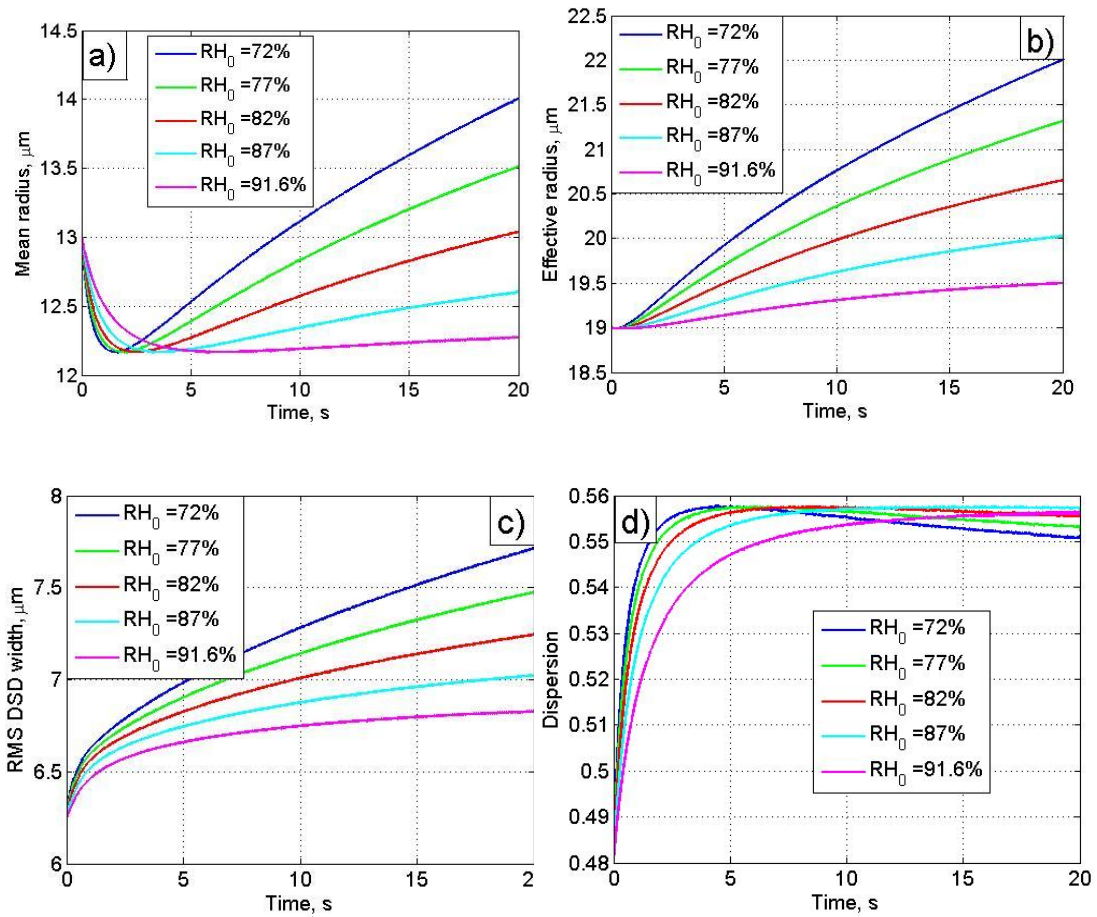 a)
RH0 =72%
RH0 =77%
RH0 =82%
RH0 =87%
RH0 =91.6%
14.5
14
13.5
13
12.5
12
0 5 10 15 20
Mean radius, μm
Time, s
b)
RH0 =72%
RH0 =77%
RH0 =82%
RH0 =87%
RH0 =91.6%
22.5
22
21.5
21
20.5
20
19.5
19
18.5
0 5 10 15 20
Effective radius, μm
Time, s
c)
RH0 =72%
RH0 =77%
RH0 =82%
RH0 =87%
RH0 =91.6%
8
7.5
7
6.5
6
0 5 10 15 20
RMS DSD width, μm
Time, s
d)
RH0 =72%
RH0 =77%
RH0 =82%
RH0 =87%
RH0 =91.6%
0.56
0.55
0.54
0.53
0.52
0.51
0.5
0.49
0.48
0 5 10 15 20
Dispersion
Time, s